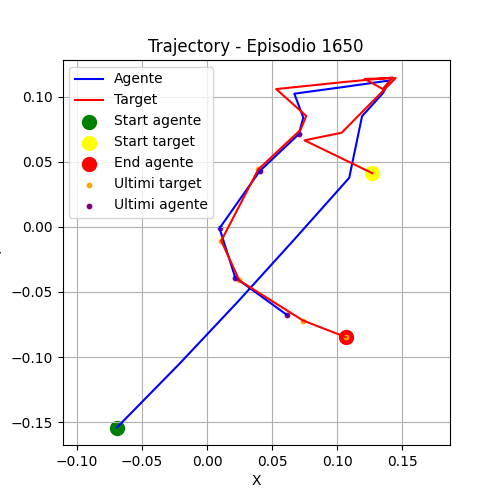 Trajectory - Episodio 1650
Agente
Target
Start agente
Start target
End agente
Ultimi target
Ultimi agente
0.10
0.05
0.00
−0.05
−0.10
−0.15
−0.10
−0.05
0.00
0.05
0.10
0.15
X